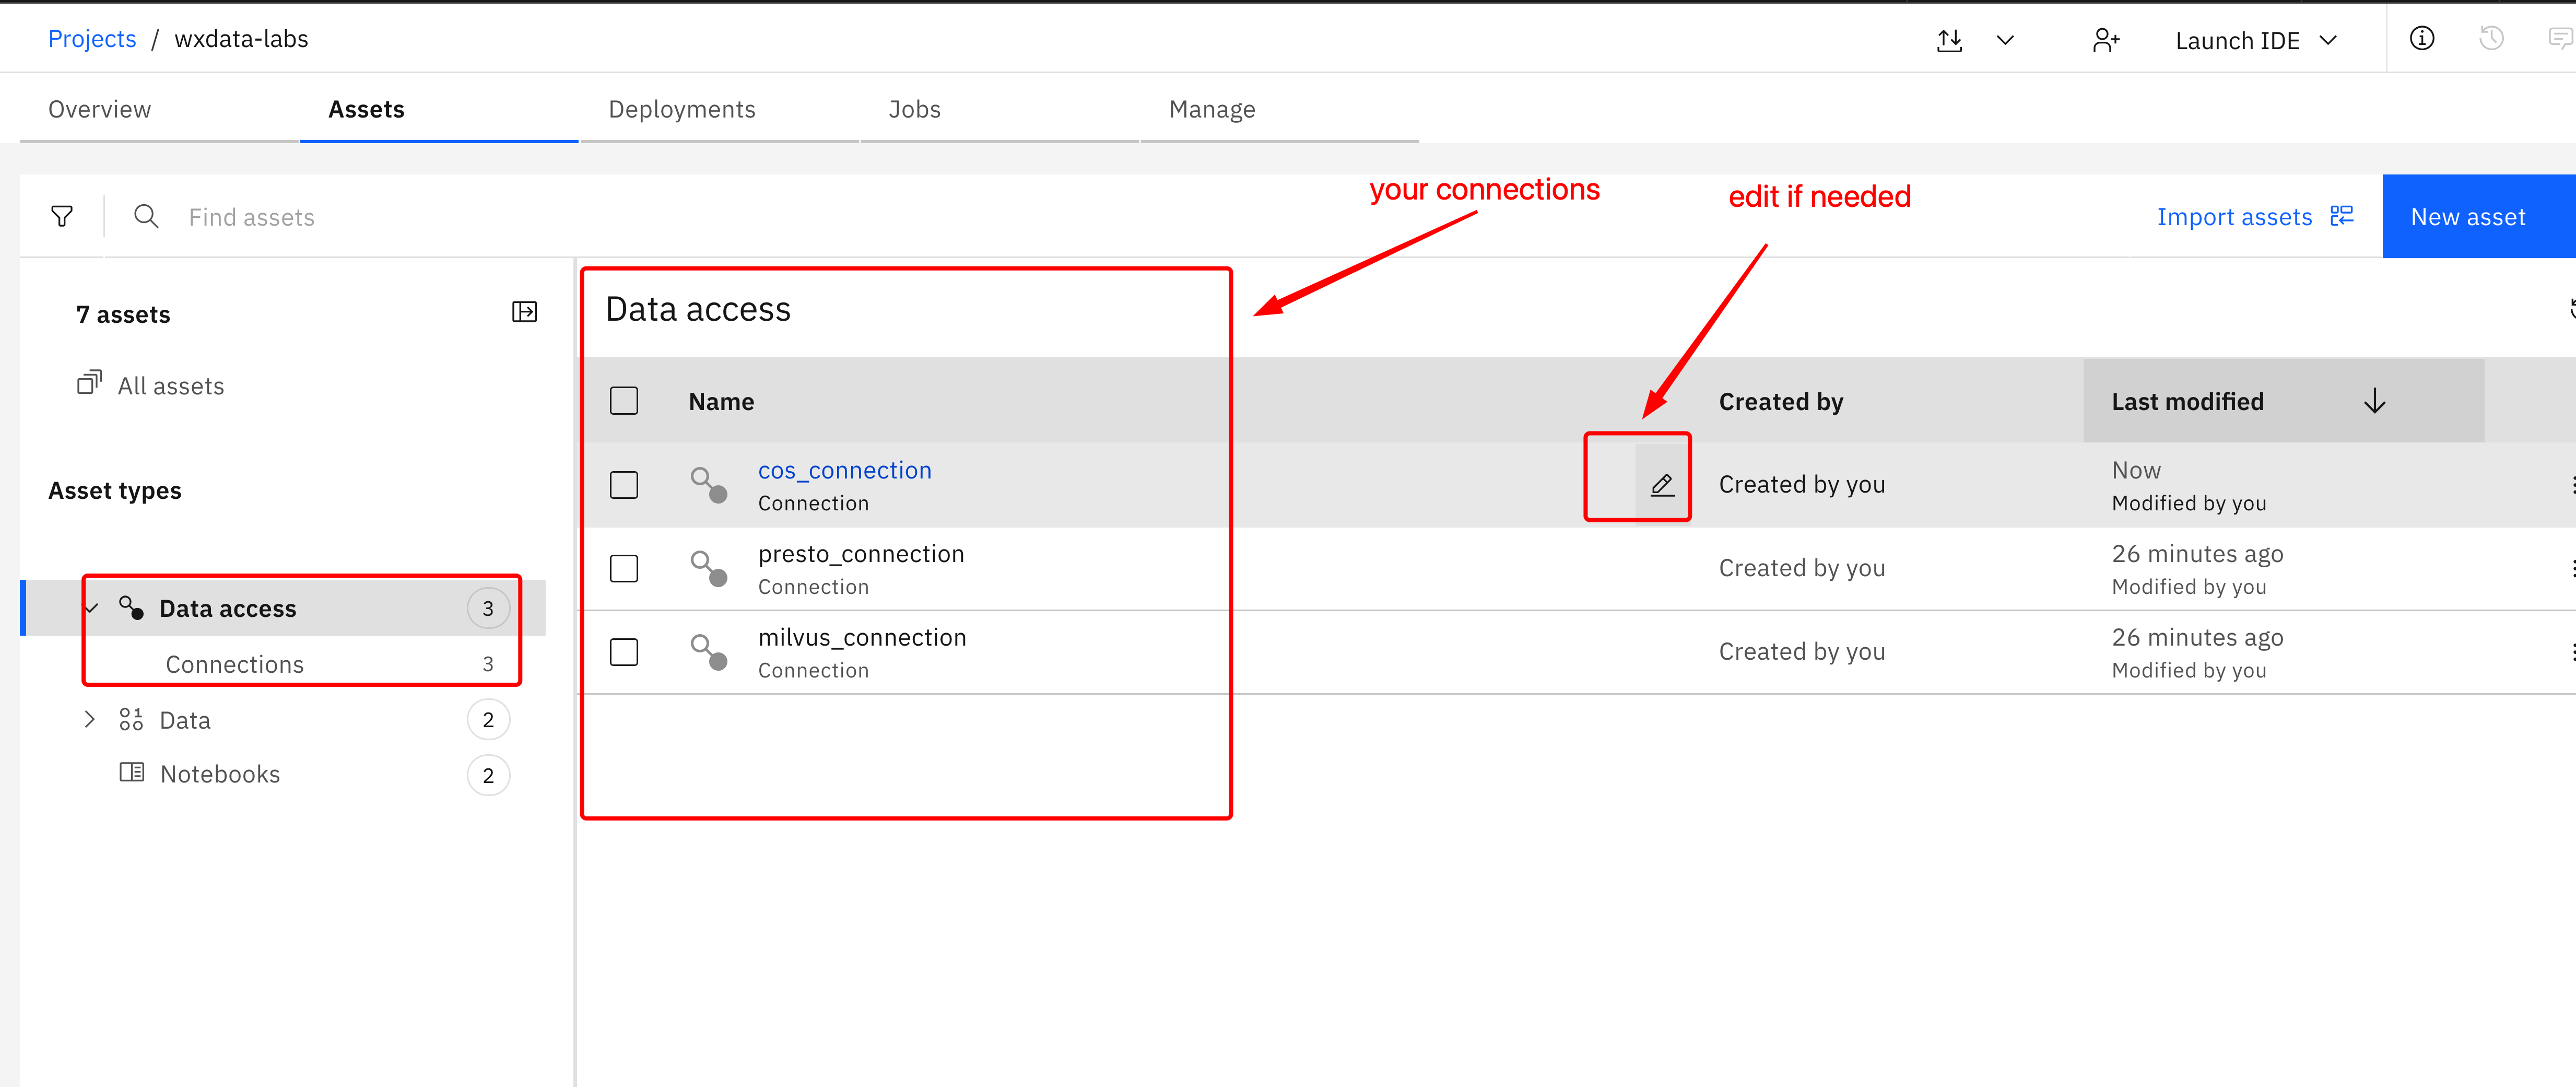 Projects / wxdata-labs
Launch IDE
Overview
Assets
Deployments
Jobs
Manage
your connections
edit if needed
Find assets
Import assets
New asset
7 assets
All assets
Asset types
Data access 3
Connections 3
Data 2
Notebooks 2
Data access
Name
Created by
Last modified
cos_connection
Connection
Created by you
Now
Modified by you
presto_connection
Connection
Created by you
26 minutes ago
Modified by you
milvus_connection
Connection
Created by you
26 minutes ago
Modified by you